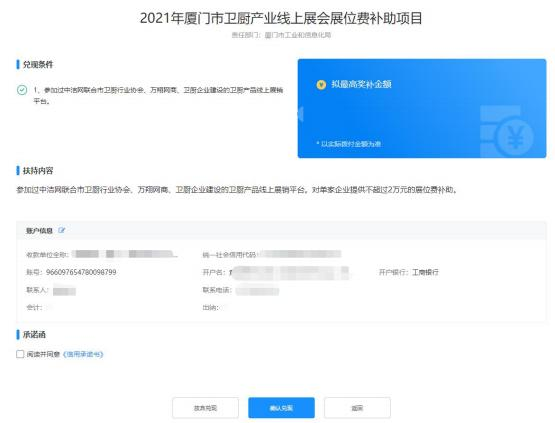 2021年厦门市卫厨产业线上展会展位费补助项目
责任部门：厦门市工业和信息化局
兑现条件
1、参加过中洁网联合市卫厨行业协会、万翔网商、卫厨企业建设的卫厨产品线上展销
平台。
拟最高奖补金额
* 以实际拨付金额为准
扶持内容
参加过中洁网联合市卫厨行业协会、万翔网商、卫厨企业建设的卫厨产品线上展销平台。对单家企业提供不超过2万元的展位费补助。
账户信息
收款单位全称： 统一社会信用代码：
账号：966097654780098799 开户名： 开户银行：工商银行
联系人： 联系电话：
会计： 出纳：
承诺函
阅读并同意《信用承诺书》
放弃兑现 确认兑现 返回